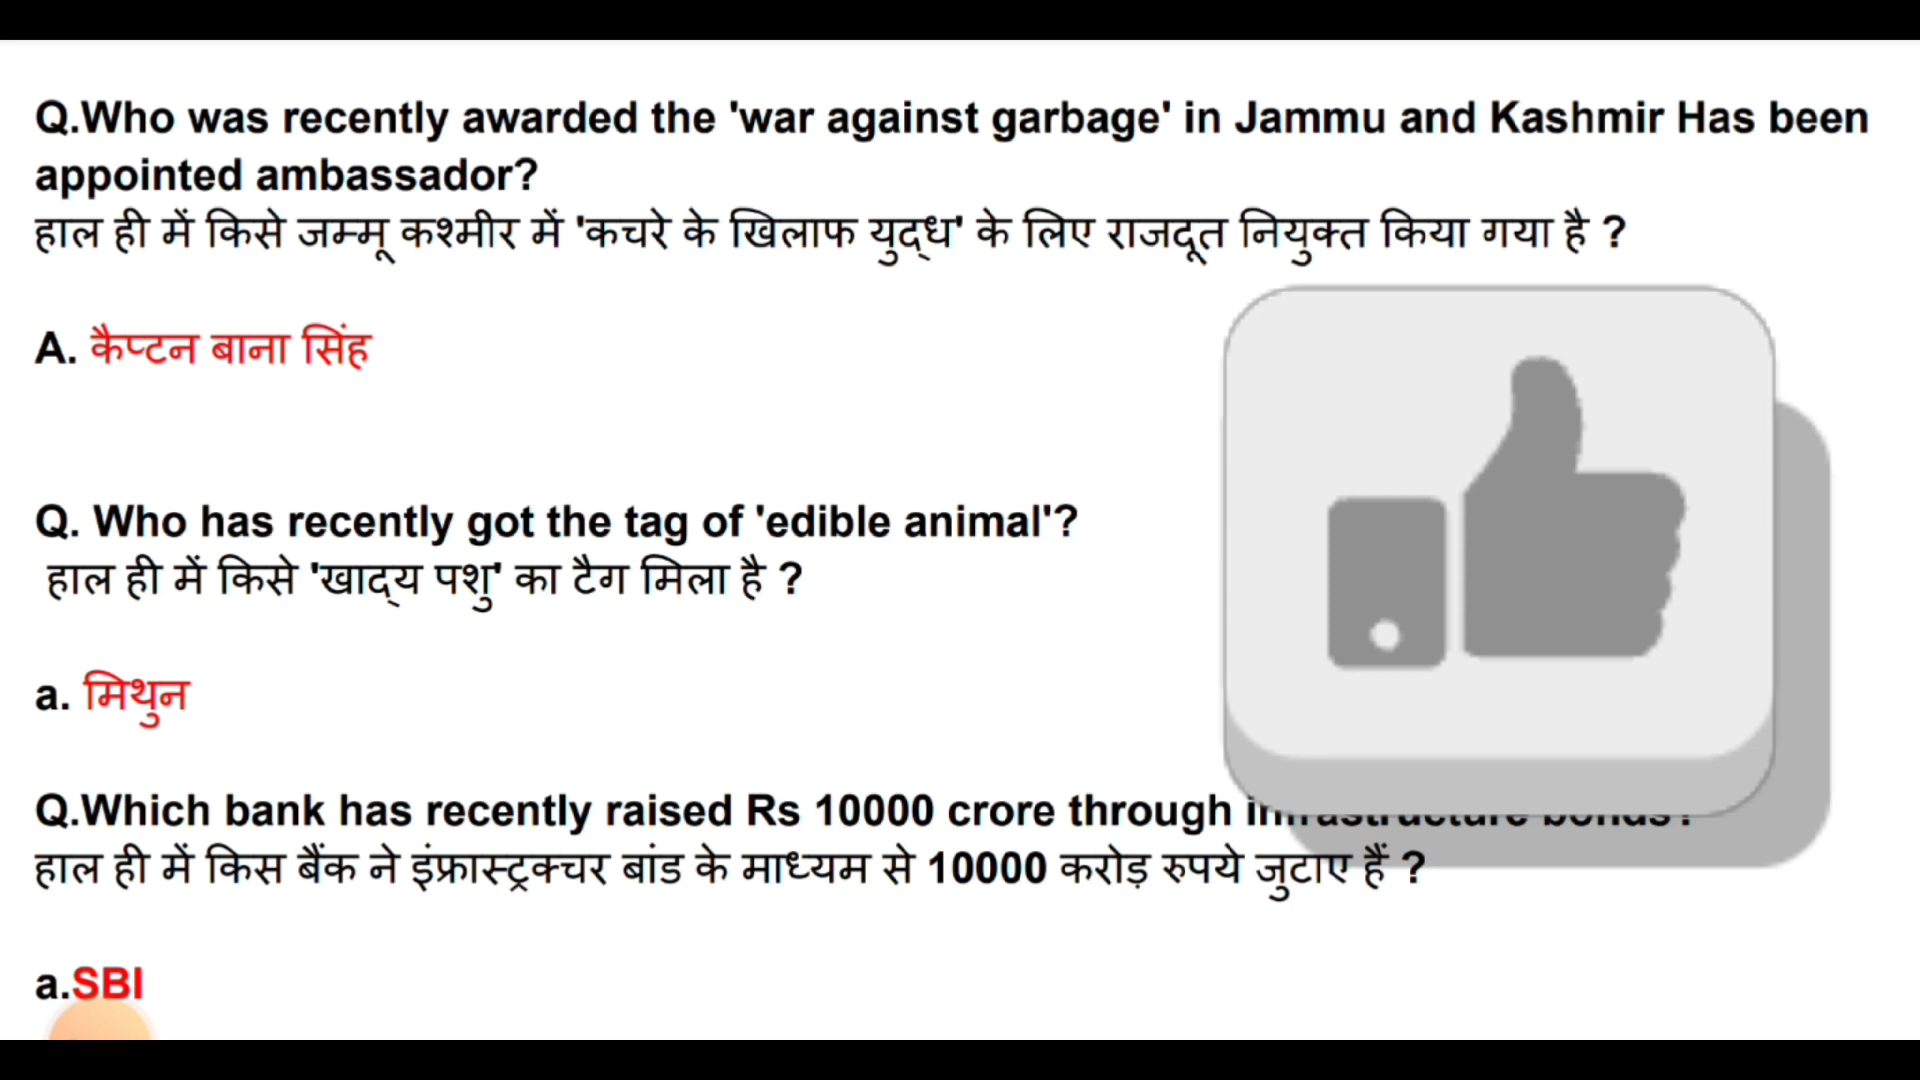 Q.Who was recently awarded the 'war against garbage' in Jammu and Kashmir Has been
appointed ambassador?
हाल ही में किसे जम्मू कश्मीर में 'कचरे के खिलाफ युद्ध' के लिए राजदूत नियुक्त किया गया है ?
A. कैप्टन बाना सिंह
Q. Who has recently got the tag of 'edible animal'?
हाल ही में किसे 'खाद्य पशु' का टैग मिला है ?
a. मिथुन
Q.Which bank has recently raised Rs 10000 crore through infrastructure bonds?
हाल ही में किस बैंक ने इंफ्रास्ट्रक्चर बांड के माध्यम से 10000 करोड़ रुपये जुटाए हैं ?
a.SBI